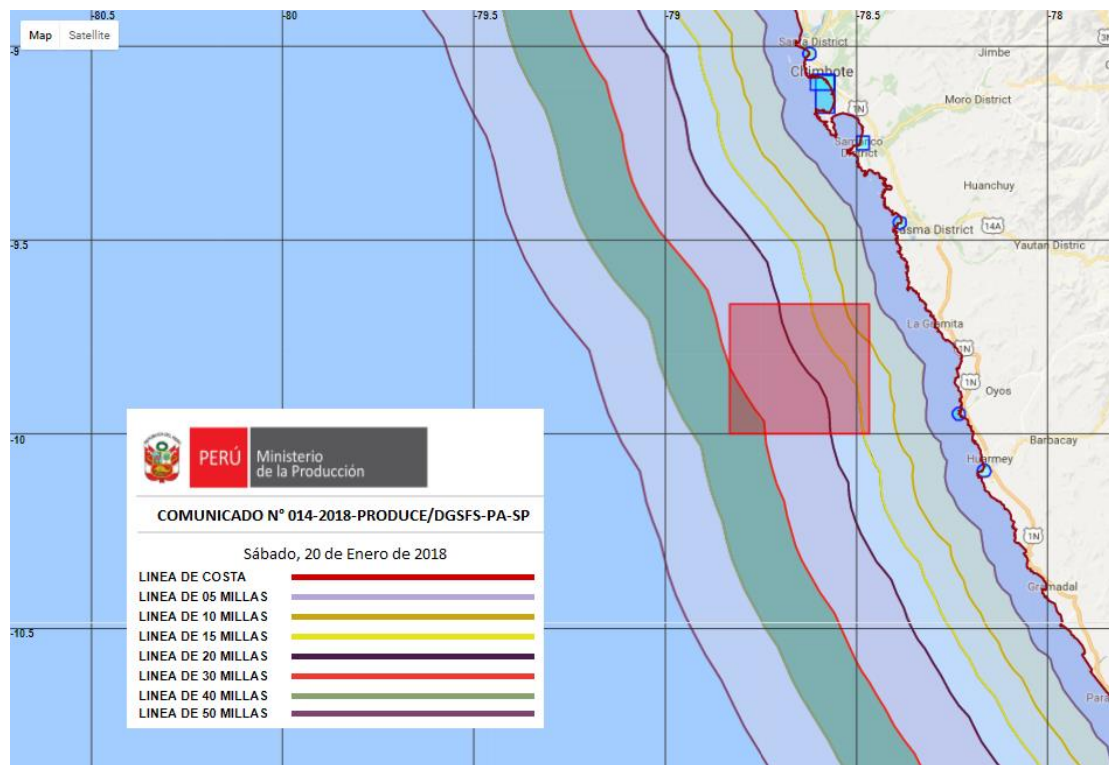 -80.5
-80
-79.5
-79
-78.5
-78
Map
Satellite
-9
Santa District
Chimbote
Jimbe
1N
Moro District
Samanco
District
Huanchuy
Casma District
14A
Yautan Distric
-9.5
La Gramita
1N
1N
Oyos
-10
Barbacay
Huarmey
1N
Gramadal
-10.5
Para
PERÚ
Ministerio
de la Producción
COMUNICADO N° 014-2018-PRODUCE/DGSFS-PA-SP
Sábado, 20 de Enero de 2018
LINEA DE COSTA
LINEA DE 05 MILLAS
LINEA DE 10 MILLAS
LINEA DE 15 MILLAS
LINEA DE 20 MILLAS
LINEA DE 30 MILLAS
LINEA DE 40 MILLAS
LINEA DE 50 MILLAS